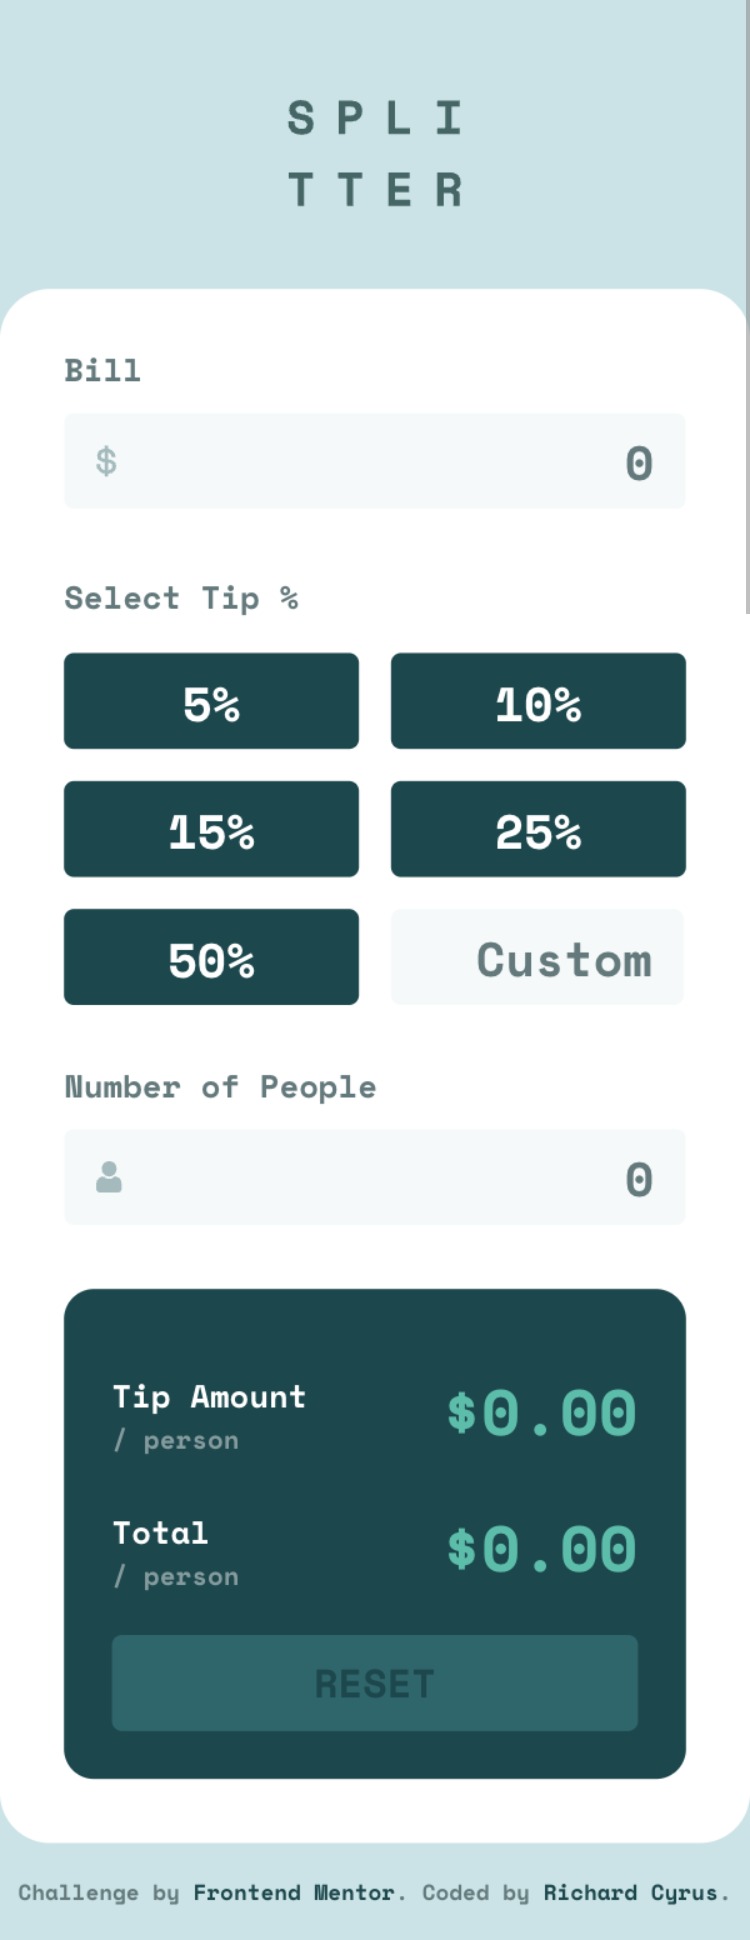 SPLI
TTER
Bill
$ 0
Select Tip %
5% 10%
15% 25%
50% Custom
Number of People
0
Tip Amount
/ person
$0.00
Total
/ person
$0.00
RESET
Challenge by Frontend Mentor. Coded by Richard Cyrus.